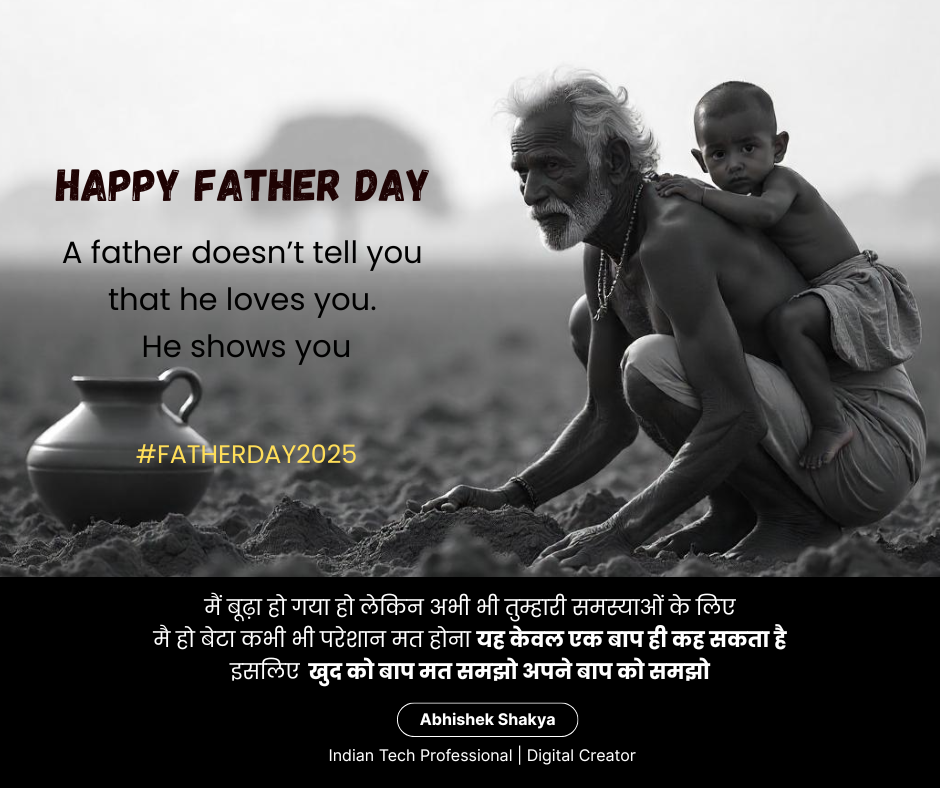 HAPPY FATHER DAY
A father doesn’t tell you
that he loves you.
He shows you
#FATHERDAY2025
मैं बूढ़ा हो गया हो लेकिन अभी भी तुम्हारी समस्याओं के लिए
मै हो बेटा कभी भी परेशान मत होना यह केवल एक बाप ही कह सकता है
इसलिए खुद को बाप मत समझो अपने बाप को समझो
Abhishek Shakya
Indian Tech Professional | Digital Creator